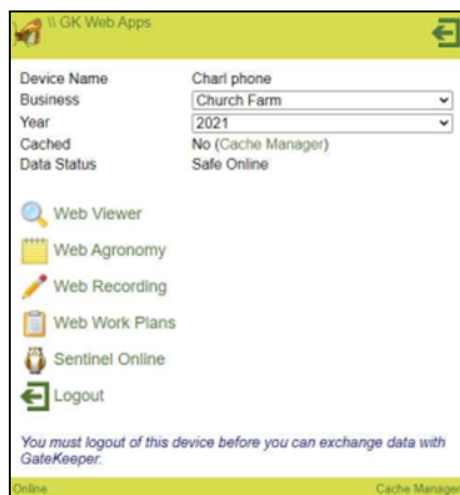 \\ GK Web Apps
Device Name Charl phone
Business Church Farm
Year 2021
Cached No (Cache Manager)
Data Status Safe Online
Web Viewer
Web Agronomy
Web Recording
Web Work Plans
Sentinel Online
Logout
You must logout of this device before you can exchange data with
GateKeeper.
Online Cache Manager